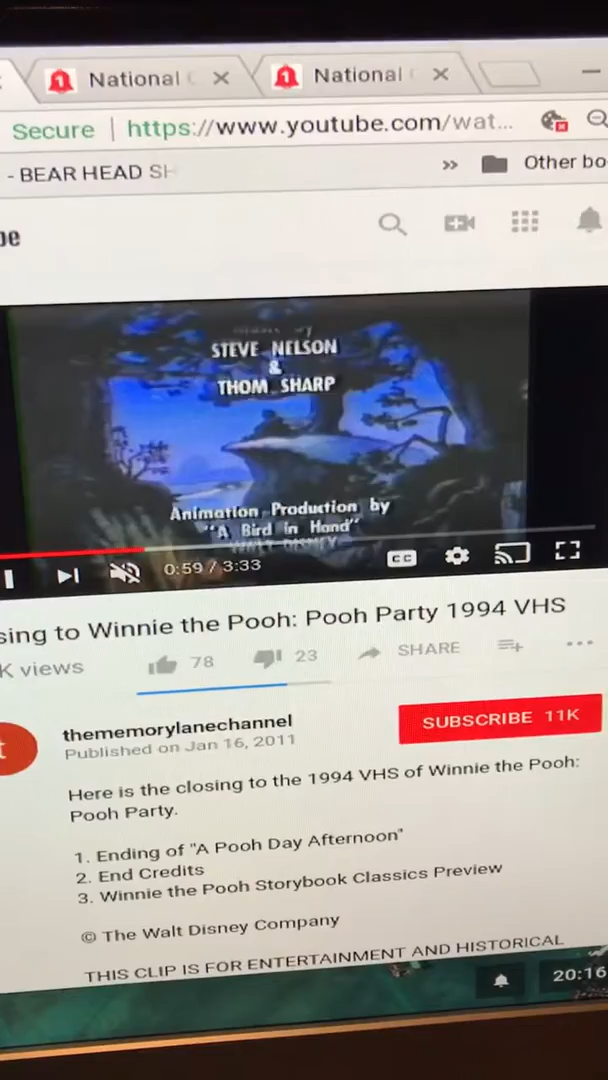 National
National
Secure | https://www.youtube.com/wat...
- BEAR HEAD SH
Other bo
be
STEVE NELSON
&
THOM SHARP
Animation Production by
"A Bird in Hand"
WALT DISNEY
CC
0:59 / 3:33
sing to Winnie the Pooh: Pooh Party 1994 VHS
K views
78
23
SHARE
thememorylanechannel
SUBSCRIBE 11K
Published on Jan 16, 2011
Here is the closing to the 1994 VHS of Winnie the Pooh:
Pooh Party.
1. Ending of "A Pooh Day Afternoon"
2. End Credits
3. Winnie the Pooh Storybook Classics Preview
© The Walt Disney Company
THIS CLIP IS FOR ENTERTAINMENT AND HISTORICAL
20:16